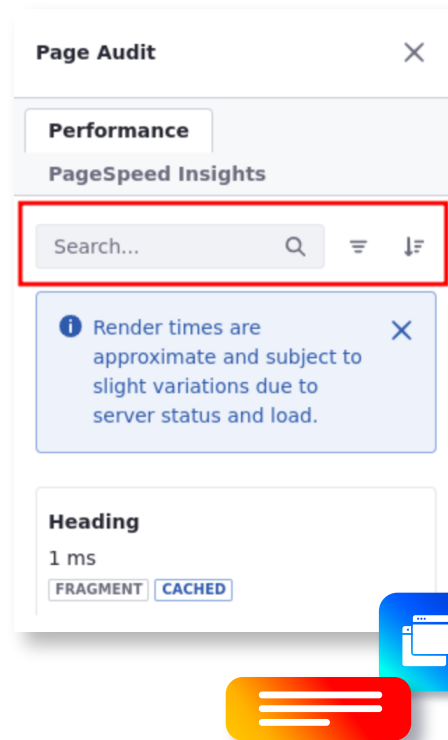 Page Audit
Performance
PageSpeed Insights
Search...
Render times are
approximate and subject to
slight variations due to
server status and load.
Heading
1 ms
FRAGMENT CACHED